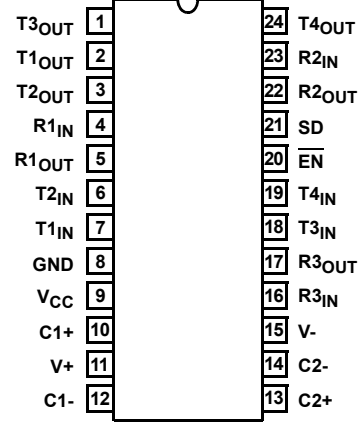 T3OUT 1 24 T4OUT
T1OUT 2 23 R2IN
T2OUT 3 22 R2OUT
R1IN 4 21 SD
R1OUT 5 20 E̅N̅
T2IN 6 19 T4IN
T1IN 7 18 T3IN
GND 8 17 R3OUT
VCC 9 16 R3IN
C1+ 10 15 V-
V+ 11 14 C2-
C1- 12 13 C2+